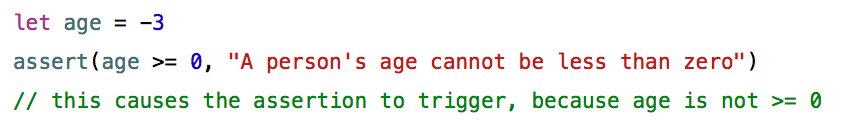 let age = -3
assert(age >= 0, "A person's age cannot be less than zero")
// this causes the assertion to trigger, because age is not >= 0